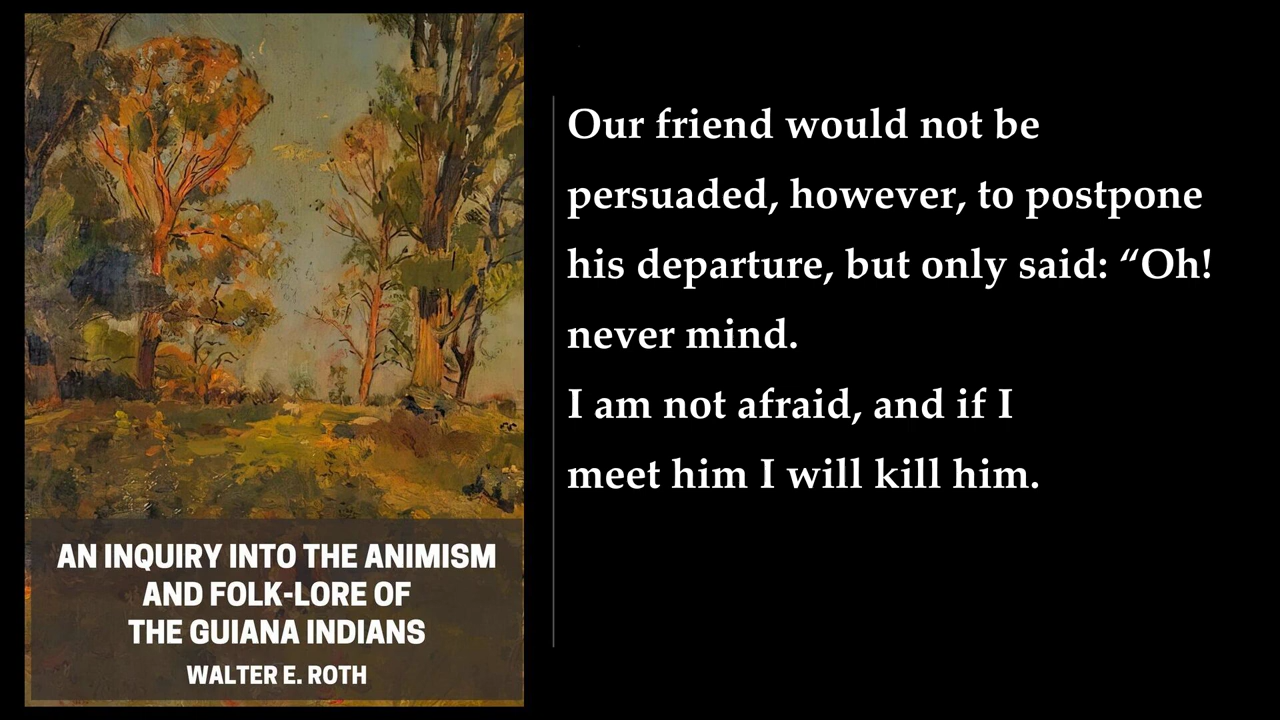 Our friend would not be
persuaded, however, to postpone
his departure, but only said: “Oh!
never mind.
I am not afraid, and if I
meet him I will kill him.
AN INQUIRY INTO THE ANIMISM
AND FOLK-LORE OF
THE GUIANA INDIANS
WALTER E. ROTH